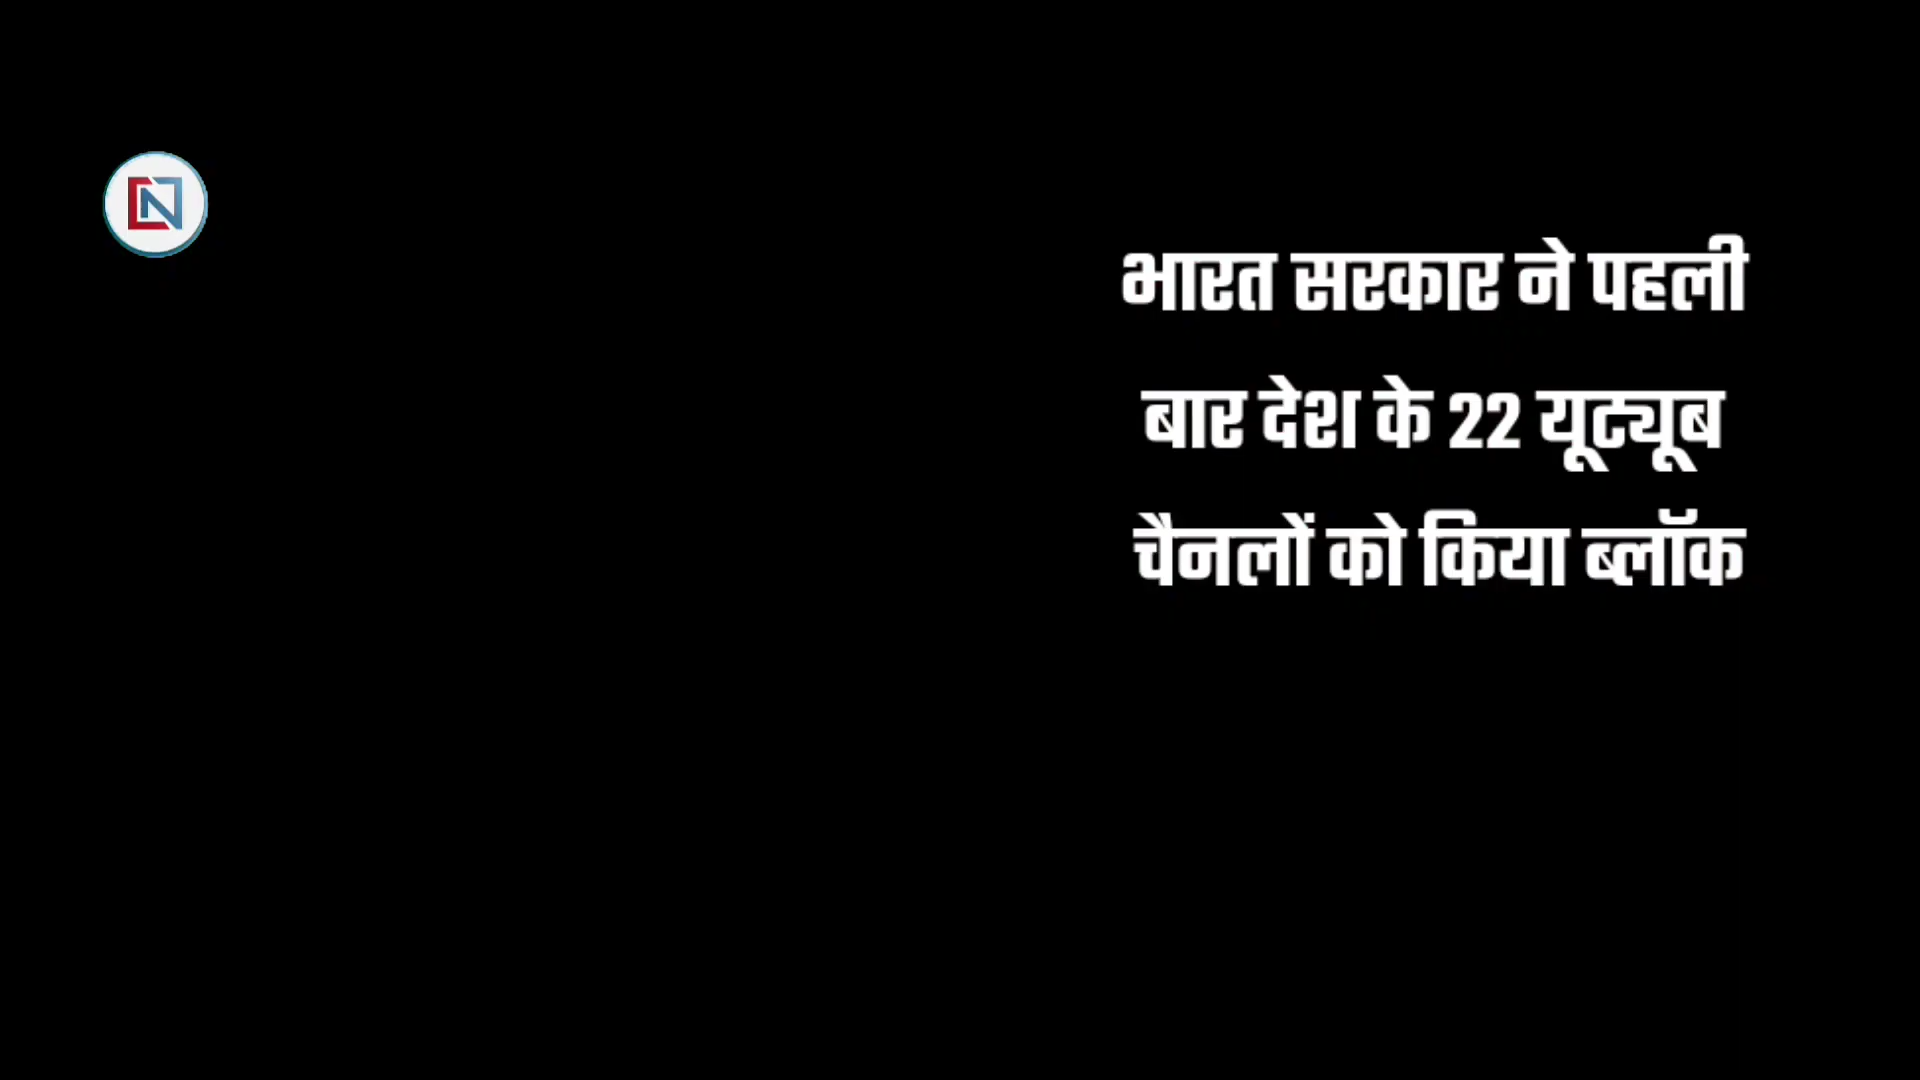 N
भारत सरकार ने पहली
बार देश के 22 यूट्यूब
चैनलों को किया ब्लॉक